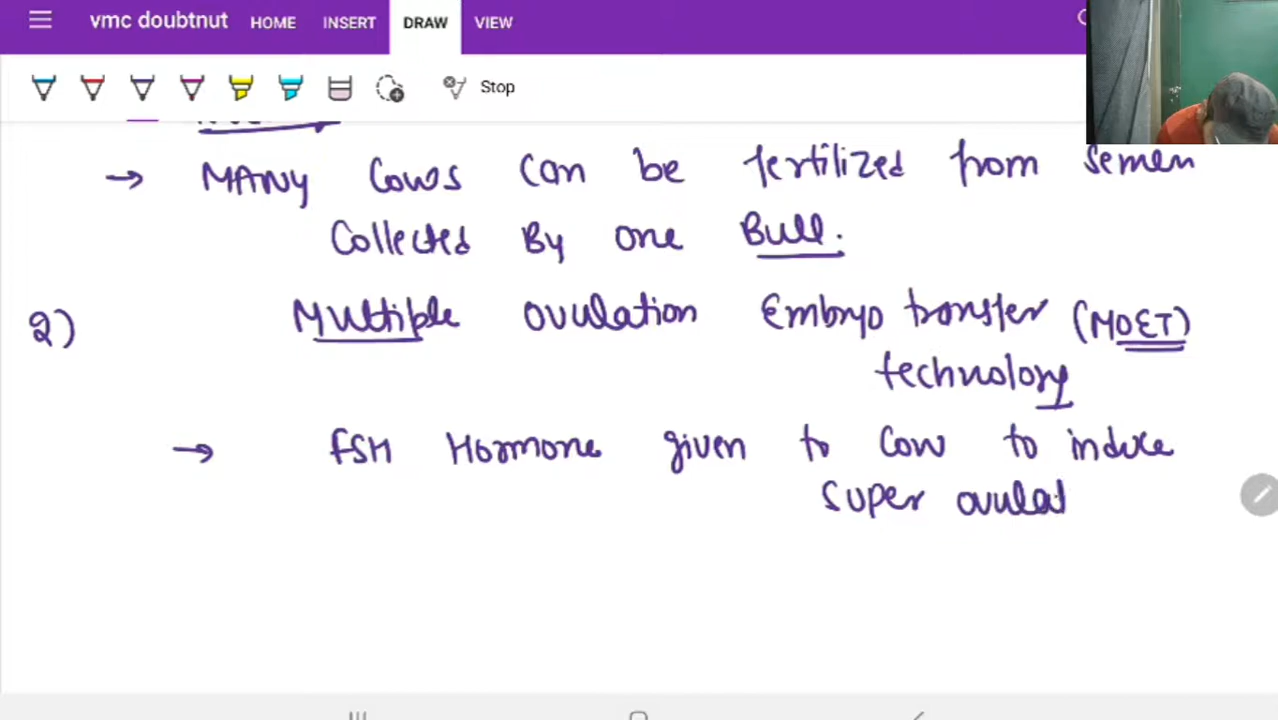 vmc doubtnut HOME INSERT DRAW VIEW
Stop
→ MANY Cows Can be fertilized from Semen
Collected By one Bull.
2) Multiple ovulation Embryo transfer (MOET)
technology
→ FSH Hormone given to Cow to induce
Super ovulat